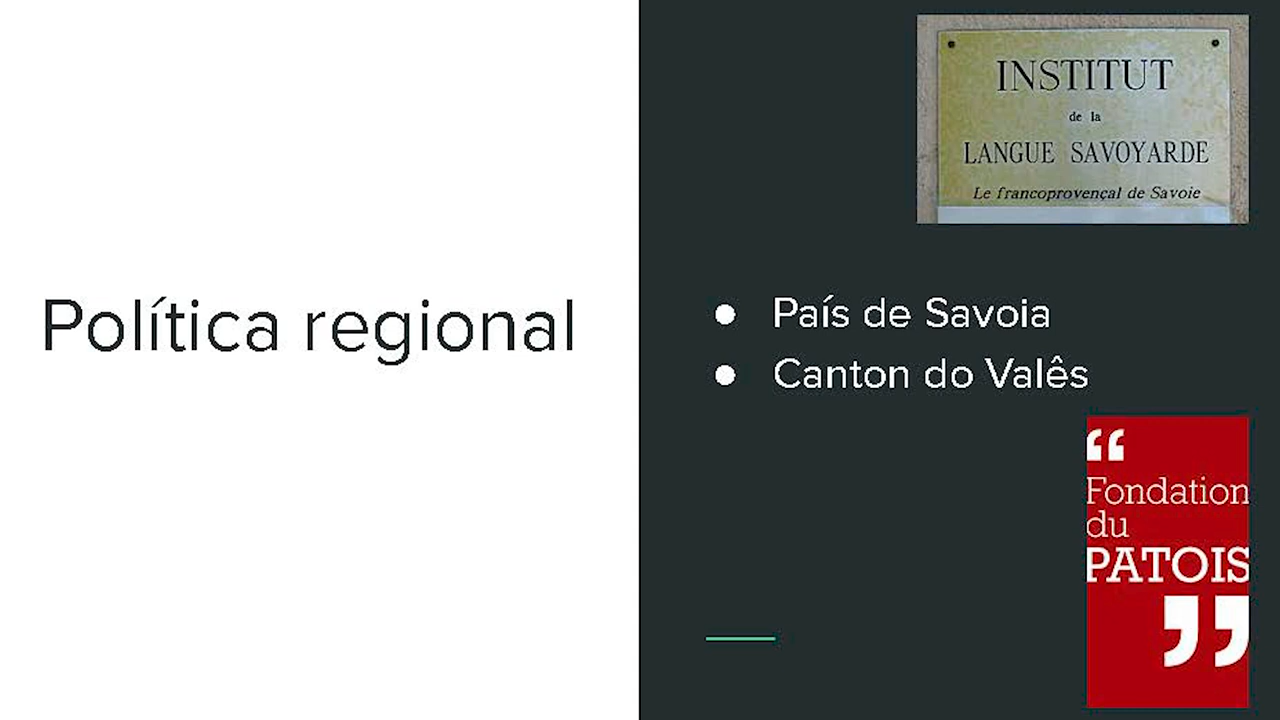 Política regional
INSTITUT
de la
LANGUE SAVOYARDE
Le francoprovençal de Savoie
● País de Savoia
● Canton do Valês
“
Fondation
du
PATOIS
”